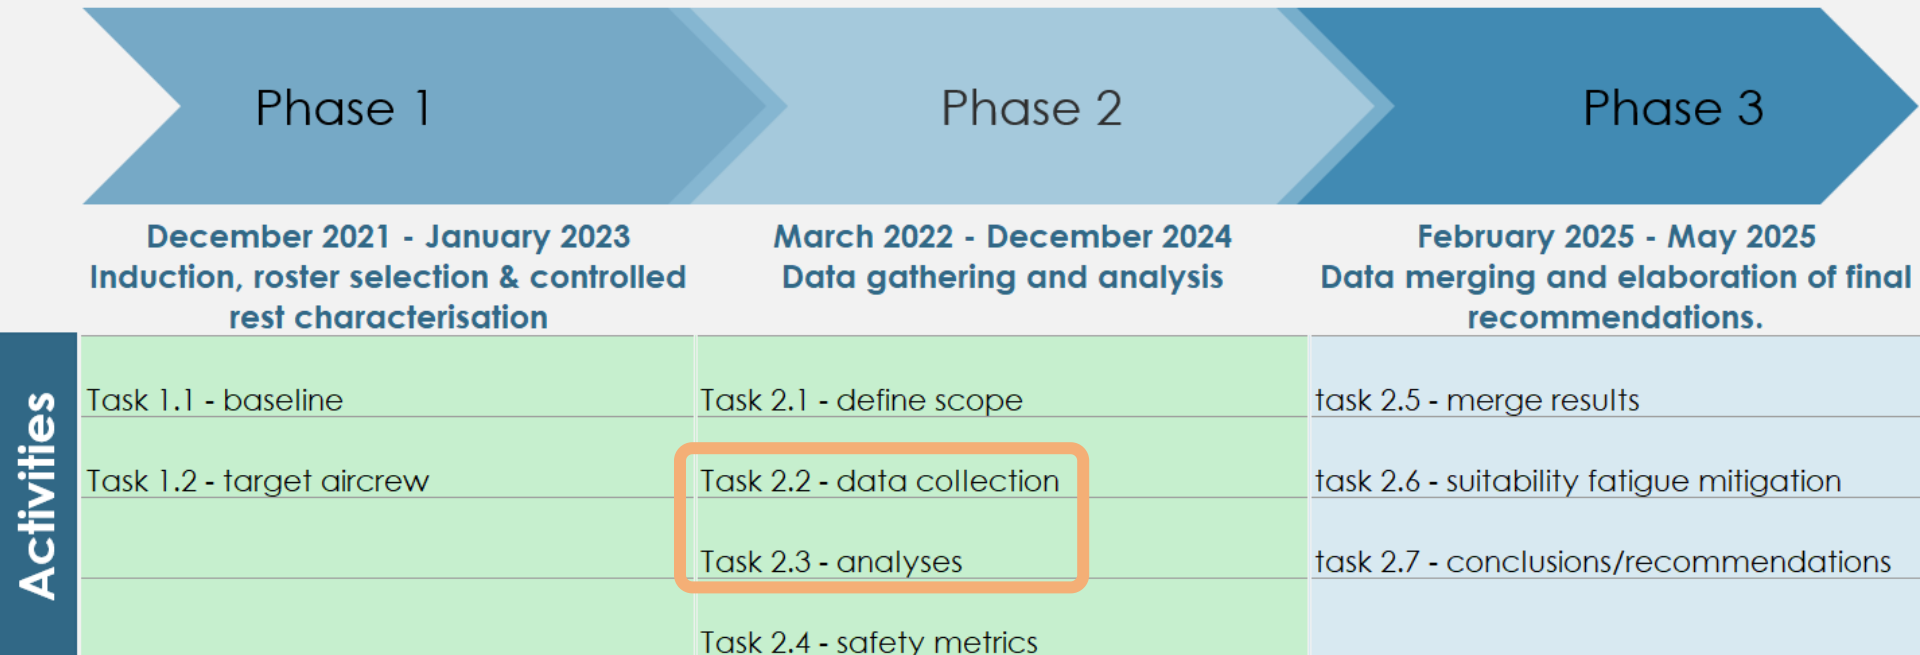 Phase 1
Phase 2
Phase 3
December 2021 - January 2023
Induction, roster selection & controlled
rest characterisation
March 2022 - December 2024
Data gathering and analysis
February 2025 - May 2025
Data merging and elaboration of final
recommendations.
Activities
Task 1.1 - baseline
Task 2.1 - define scope
task 2.5 - merge results
Task 1.2 - target aircrew
Task 2.2 - data collection
task 2.6 - suitability fatigue mitigation
Task 2.3 - analyses
task 2.7 - conclusions/recommendations
Task 2.4 - safety metrics